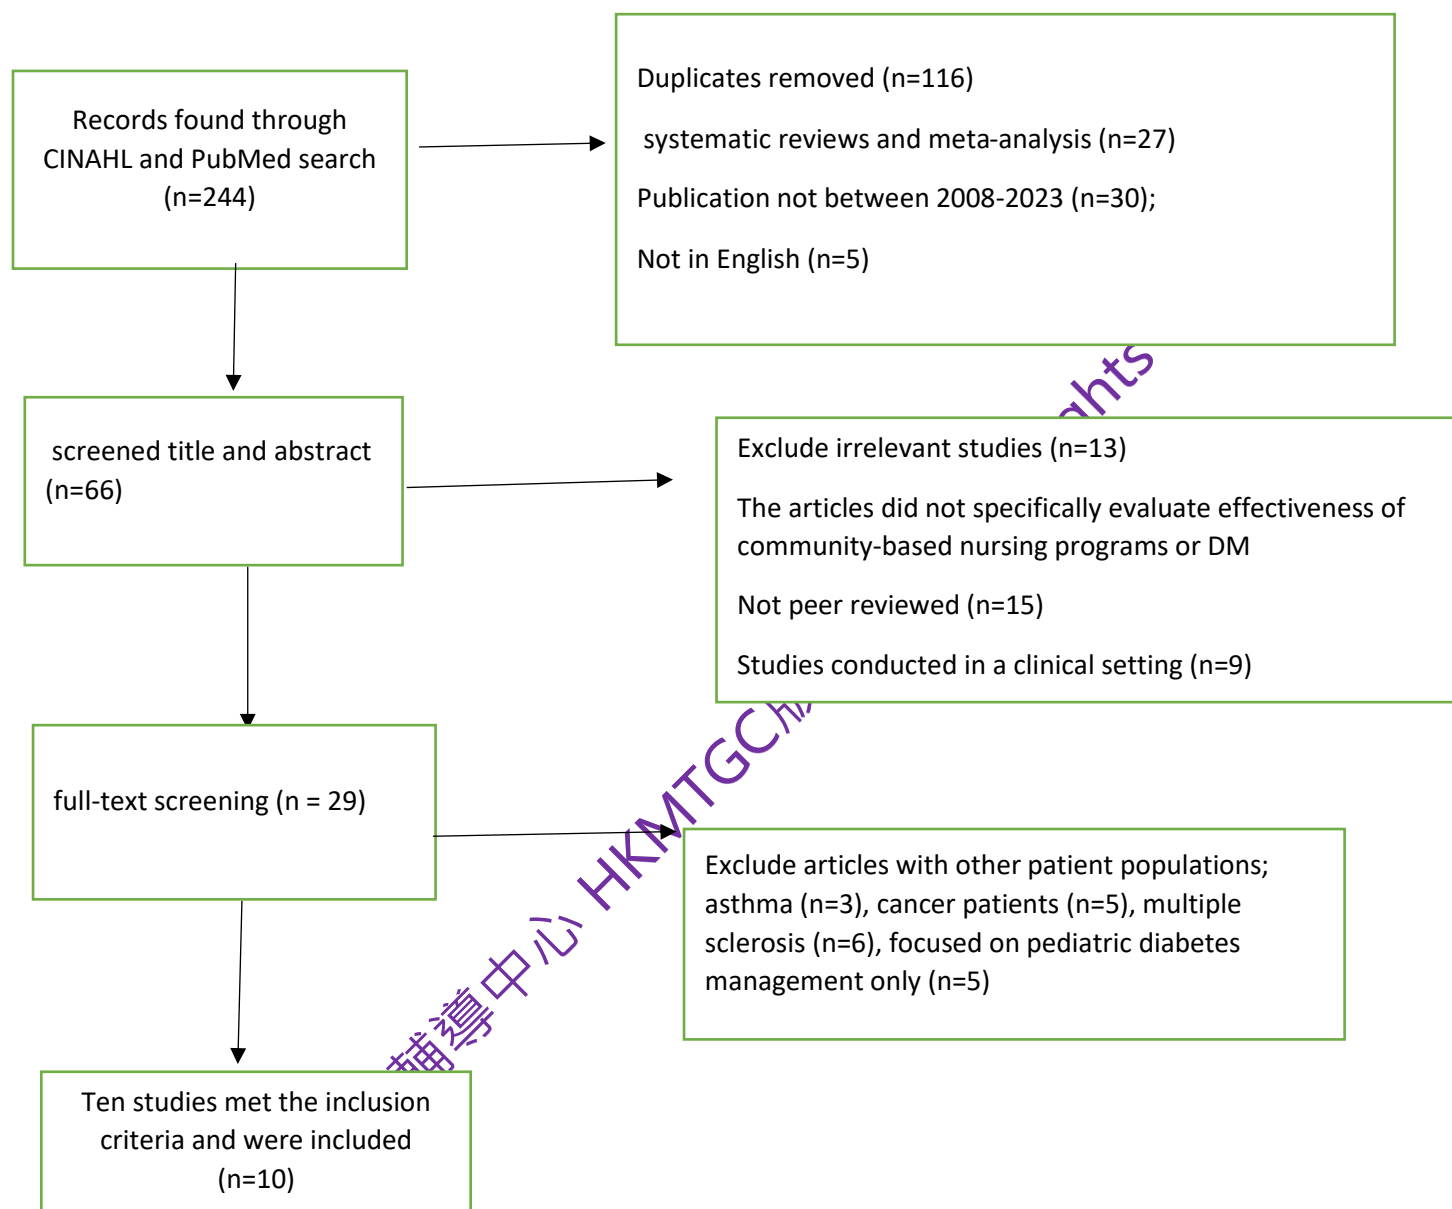 Records found through
CINAHL and PubMed search
(n=244)
Duplicates removed (n=116)
systematic reviews and meta-analysis (n=27)
Publication not between 2008-2023 (n=30);
Not in English (n=5)
screened title and abstract
(n=66)
Exclude irrelevant studies (n=13)
The articles did not specifically evaluate effectiveness of
community-based nursing programs or DM
Not peer reviewed (n=15)
Studies conducted in a clinical setting (n=9)
full-text screening (n = 29)
Exclude articles with other patient populations;
asthma (n=3), cancer patients (n=5), multiple
sclerosis (n=6), focused on pediatric diabetes
management only (n=5)
Ten studies met the inclusion
criteria and were included
(n=10)
輔導中心 HKMTGC